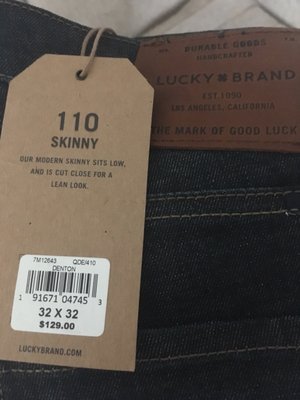 DURABLE GOODS
HANDCRAFTED
LUCKY BRAND
EST.1990
LOS ANGELES, CALIFORNIA
THE MARK OF GOOD LUCK
110
SKINNY
OUR MODERN SKINNY SITS LOW,
AND IS CUT CLOSE FOR A
LEAN LOOK.
7M12643 QDE/410
DENTON
1 91671 04745 3
32 X 32
$129.00
LUCKYBRAND.COM